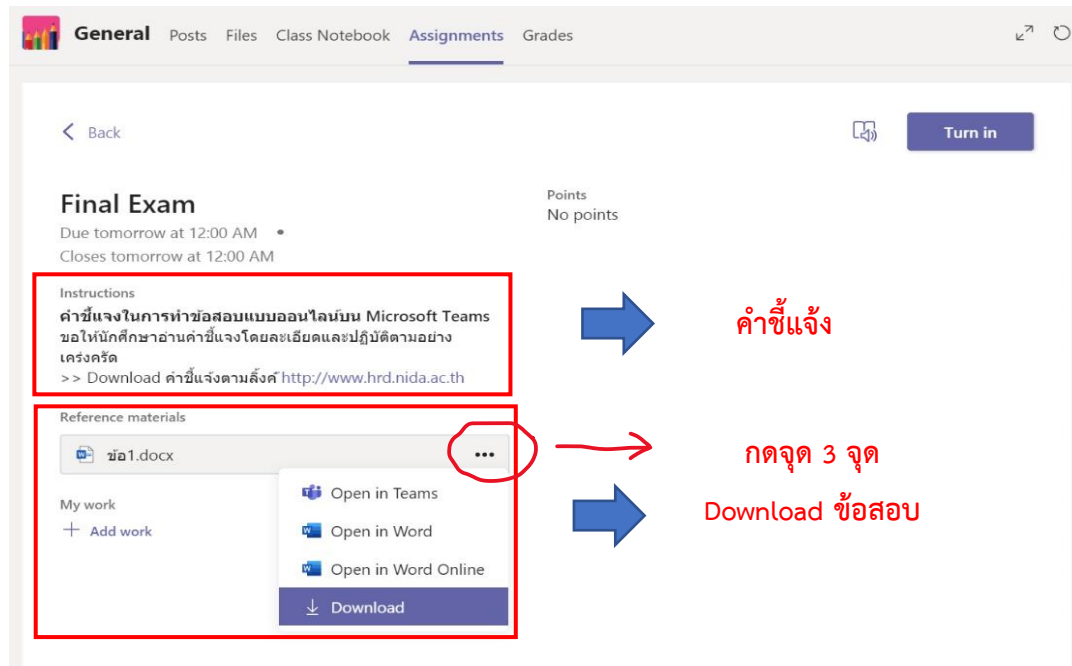 General Posts Files Class Notebook Assignments Grades
Back
Turn in
Final Exam
Due tomorrow at 12:00 AM •
Closes tomorrow at 12:00 AM
Points
No points
Instructions
คำชี้แจงในการทำข้อสอบแบบออนไลน์บน Microsoft Teams
ขอให้นักศึกษาอ่านคำชี้แจงโดยละเอียดและปฏิบัติตามอย่าง
เคร่งครัด
>> Download คำชี้แจ้งตามลิ้งค์ http://www.hrd.nida.ac.th
คำชี้แจ้ง
Reference materials
ข้อ1.docx
กดจุด 3 จุด
Download ข้อสอบ
My work
+ Add work
Open in Teams
Open in Word
Open in Word Online
Download